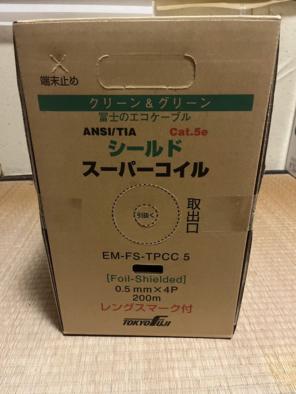 端末止め
クリーン＆グリーン
冨士のエコケーブル
ANSI/TIA Cat.5e
シールド
スーパーコイル
引抜く
取出口
EM-FS-TPCC 5
[Foil-Shielded]
0.5mm×4P
200m
レングスマーク付
TOKYO FUJI